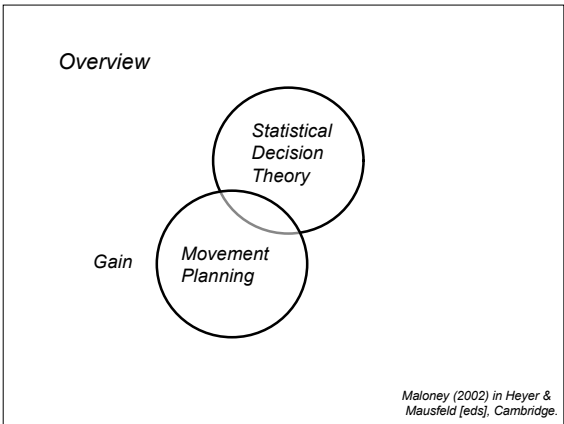 Overview
Statistical
Decision
Theory
Gain
Movement
Planning
Maloney (2002) in Heyer &
Mausfeld [eds], Cambridge.